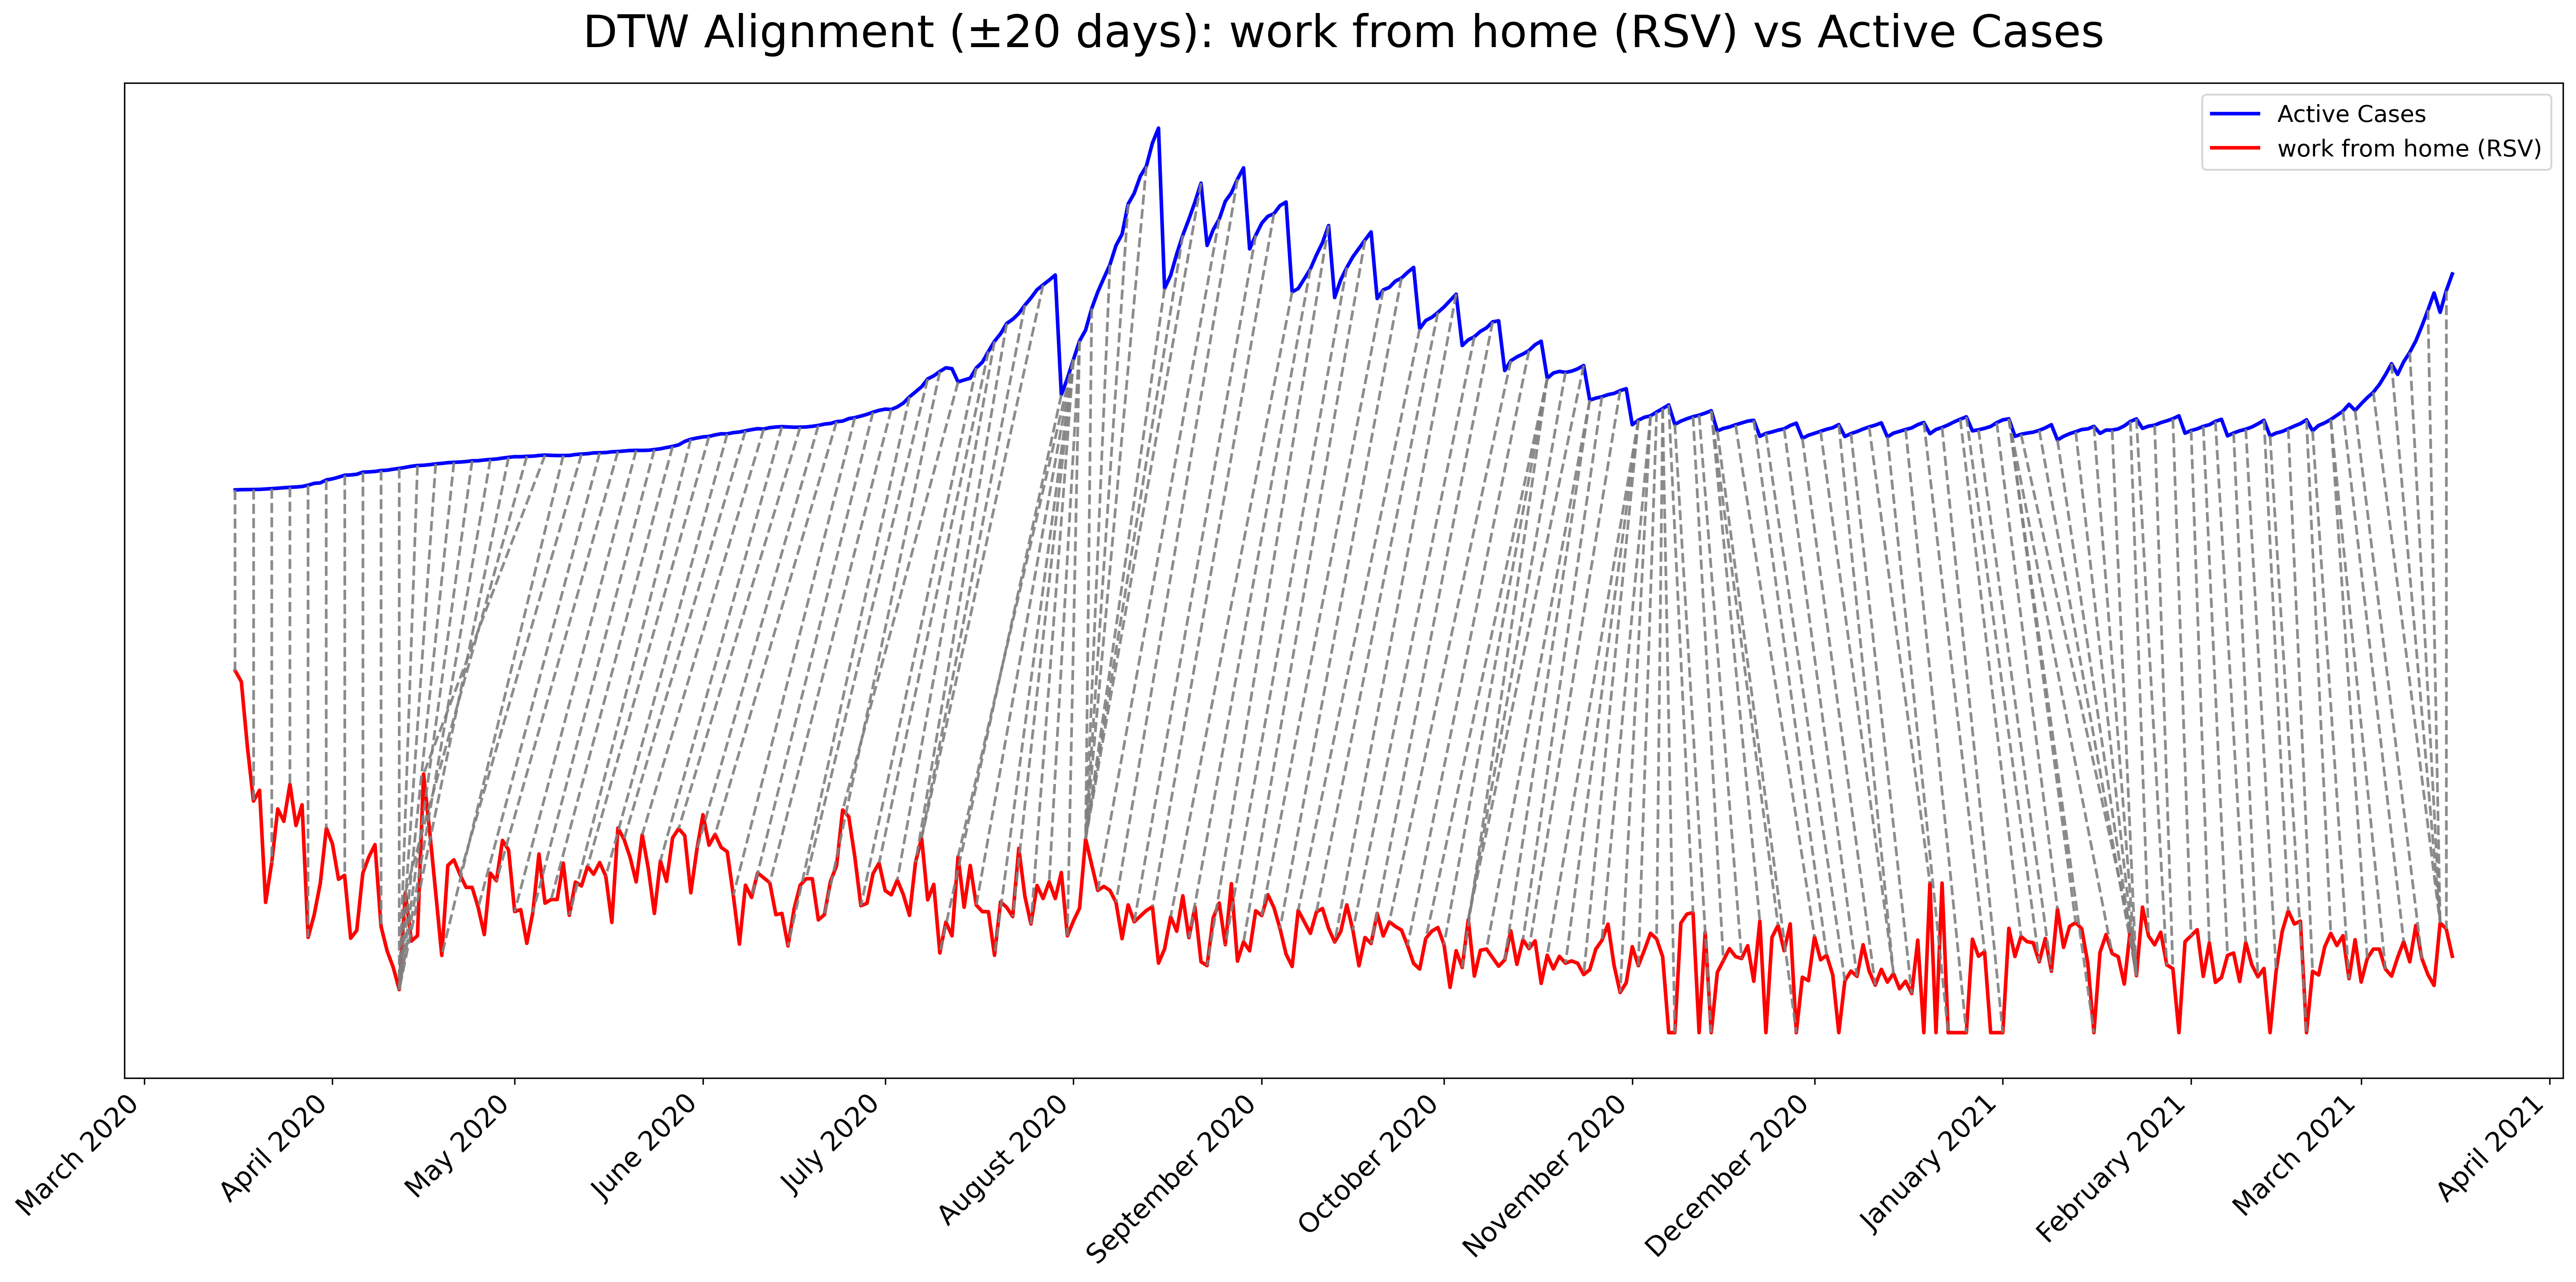 DTW Alignment (±20 days): work from home (RSV) vs Active Cases
Active Cases
work from home (RSV)
March 2020
April 2020
May 2020
June 2020
July 2020
August 2020
September 2020
October 2020
November 2020
December 2020
January 2021
February 2021
March 2021
April 2021